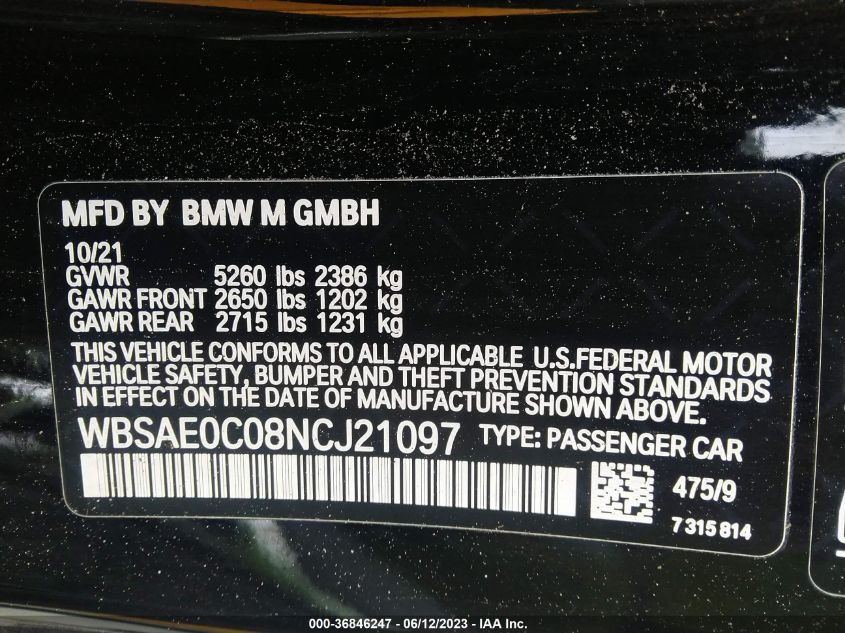 MFD BY BMW M GMBH
10/21
GVWR 5260 lbs 2386 kg
GAWR FRONT 2650 lbs 1202 kg
GAWR REAR 2715 lbs 1231 kg
THIS VEHICLE CONFORMS TO ALL APPLICABLE U.S.FEDERAL MOTOR
VEHICLE SAFETY, BUMPER AND THEFT PREVENTION STANDARDS
IN EFFECT ON THE DATE OF MANUFACTURE SHOWN ABOVE.
WBSAE0C08NCJ21097 TYPE: PASSENGER CAR
475/9
7 315 814
000-36846247 - 06/12/2023 - IAA Inc.